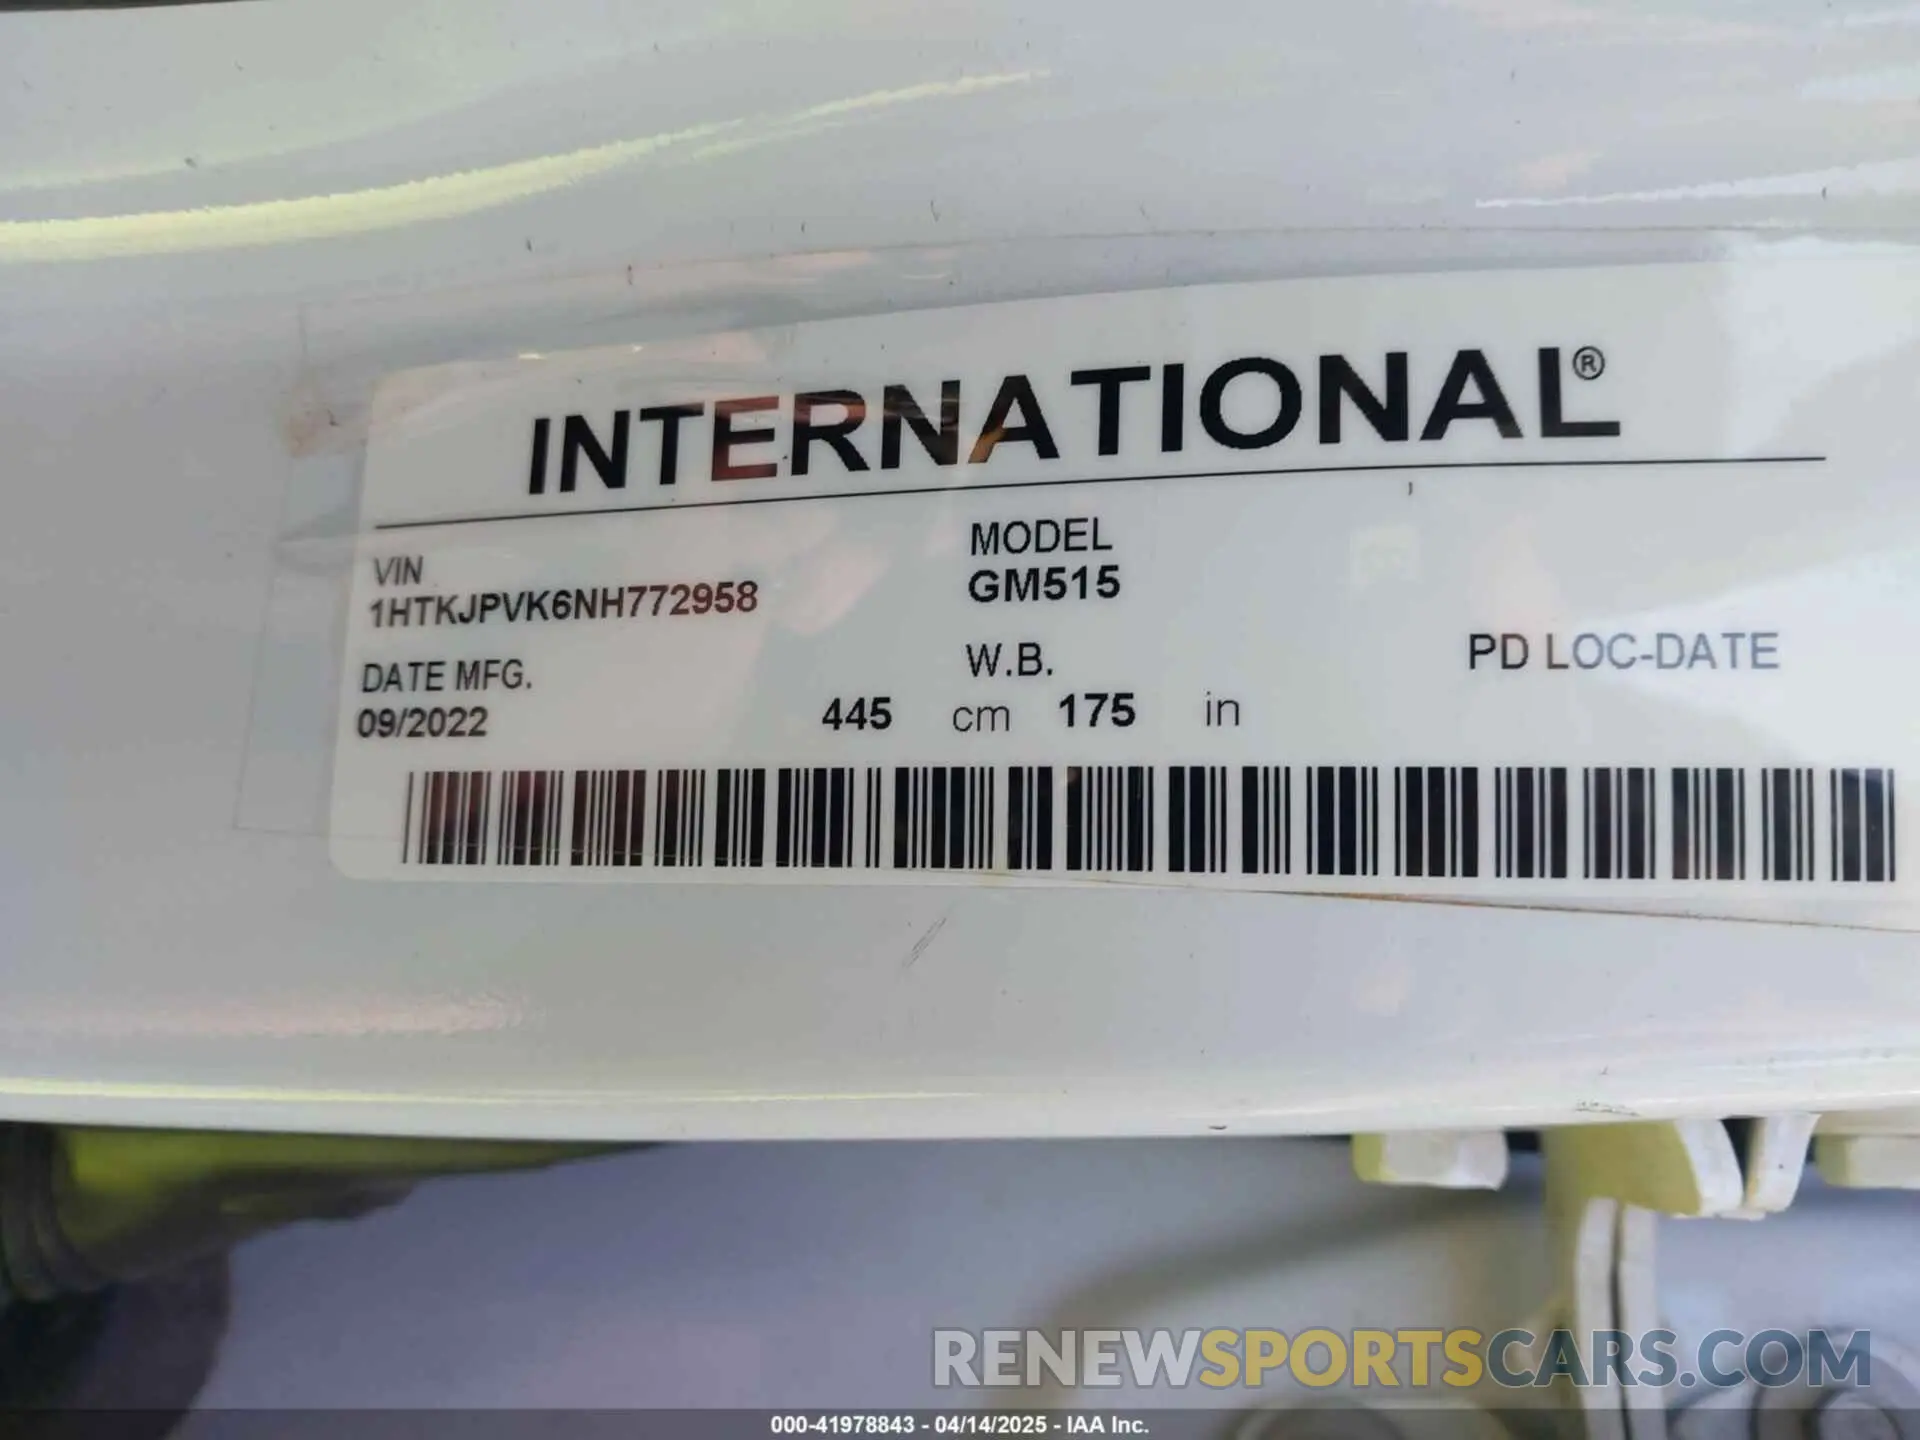 INTERNATIONAL®
VIN
1HTKJPVK6NH772958
MODEL
GM515
DATE MFG.
09/2022
W.B.
445 cm 175 in
PD LOC-DATE
RENEWSPORTSCARS.COM
000-41978843 - 04/14/2025 - IAA Inc.